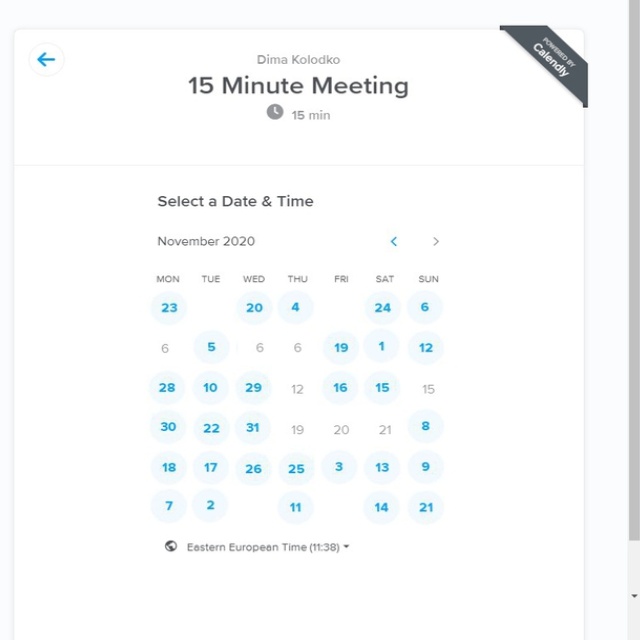 POWERED BY
Calendly
Dima Kolodko
15 Minute Meeting
15 min
Select a Date & Time
November 2020
MON TUE WED THU FRI SAT SUN
23 20 4 24 6
6 5 6 6 19 1 12
28 10 29 12 16 15 15
30 22 31 19 20 21 8
18 17 26 25 3 13 9
7 2 11 14 21
Eastern European Time (11:38)